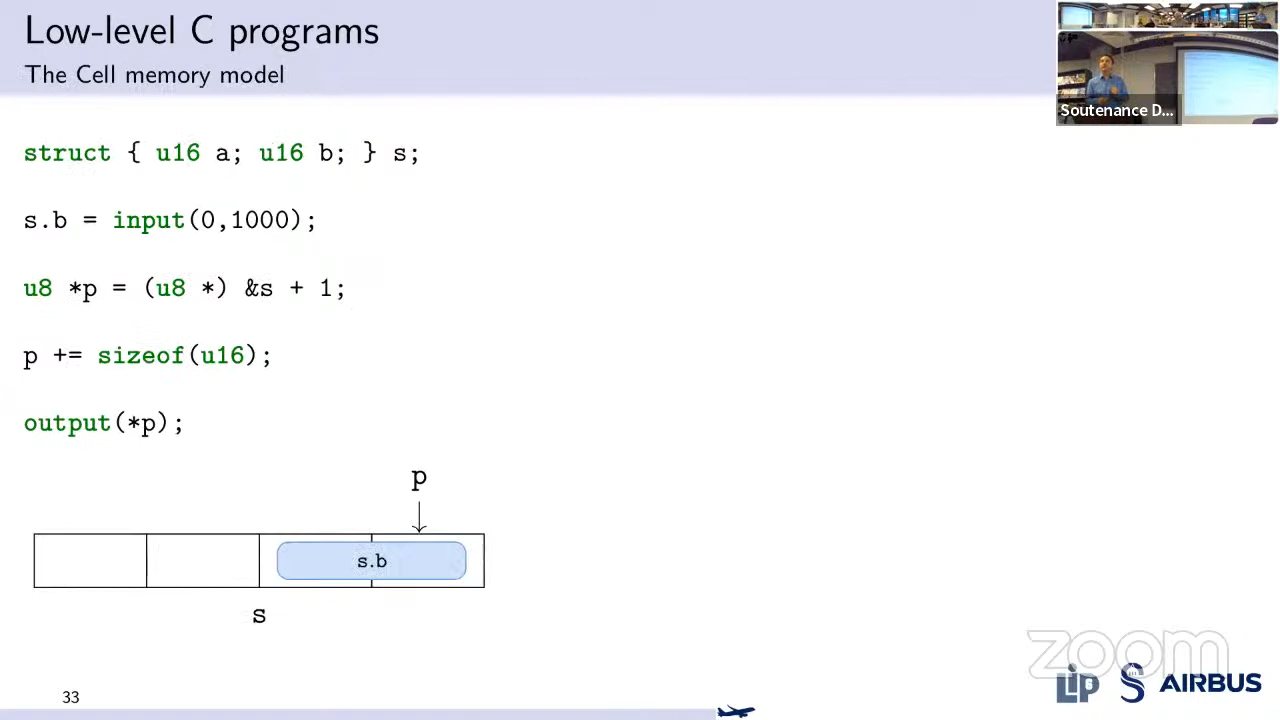 Low-level C programs
The Cell memory model
Soutenance D...
struct { u16 a; u16 b; } s;
s.b = input(0,1000);
u8 *p = (u8 *) &s + 1;
p += sizeof(u16);
output(*p);
p
s.b
s
zoom
33
LIP6
AIRBUS